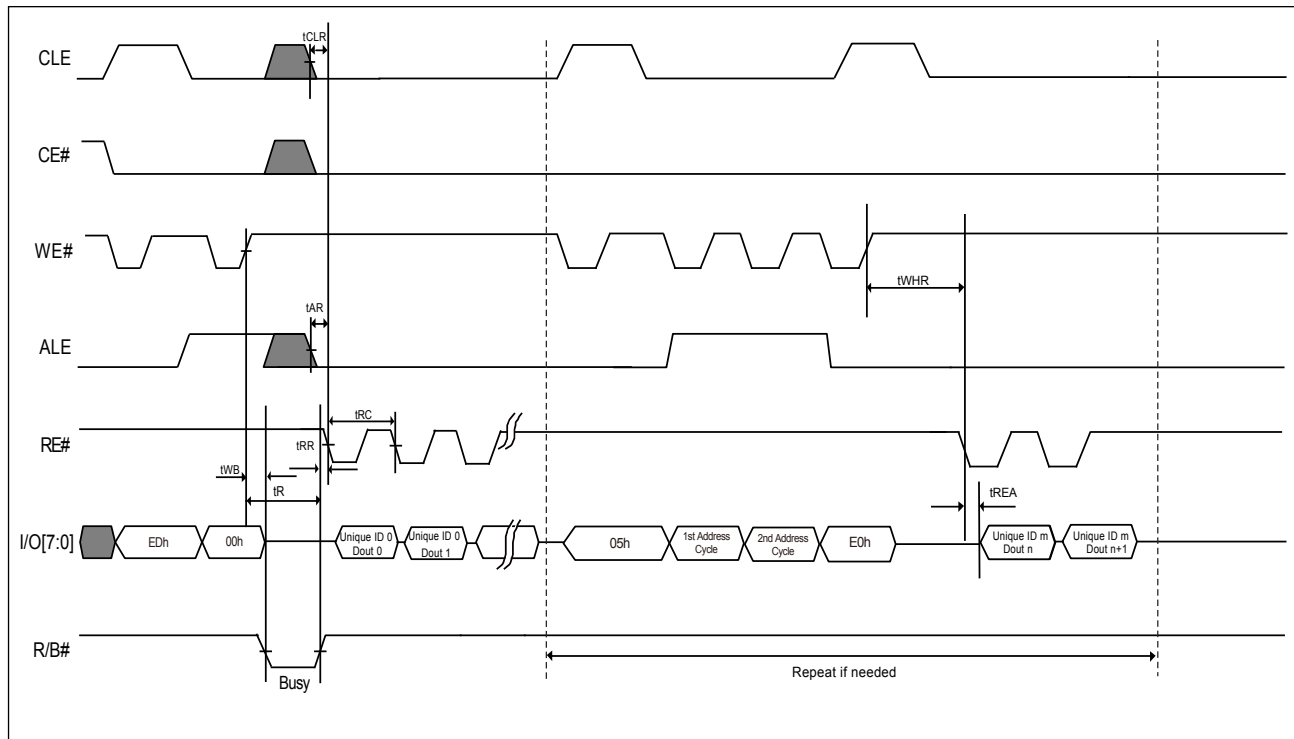 tCLR
CLE
CE#
WE#
tWHR
tAR
ALE
tRC
RE#
tRR
tWB
tR
tREA
I/O[7:0]
EDh
00h
Unique ID 0
Dout 0
Unique ID 0
Dout 1
05h
1st Address
Cycle
2nd Address
Cycle
E0h
Unique ID m
Dout n
Unique ID m
Dout n+1
R/B#
Busy
Repeat if needed